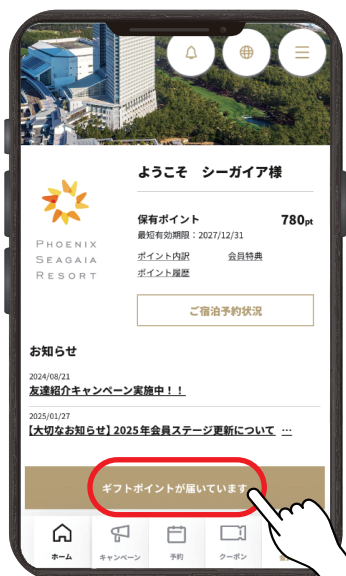 ようこそ シーガイア様
PHOENIX
SEAGAIA
RESORT
保有ポイント 780pt
最短有効期限：2027/12/31
ポイント内訳 会員特典
ポイント履歴
ご宿泊予約状況
お知らせ
2024/08/21
友達紹介キャンペーン実施中！！
2025/01/27
【大切なお知らせ】2025年会員ステージ更新について …
ギフトポイントが届いています
ホーム キャンペーン 予約 クーポン